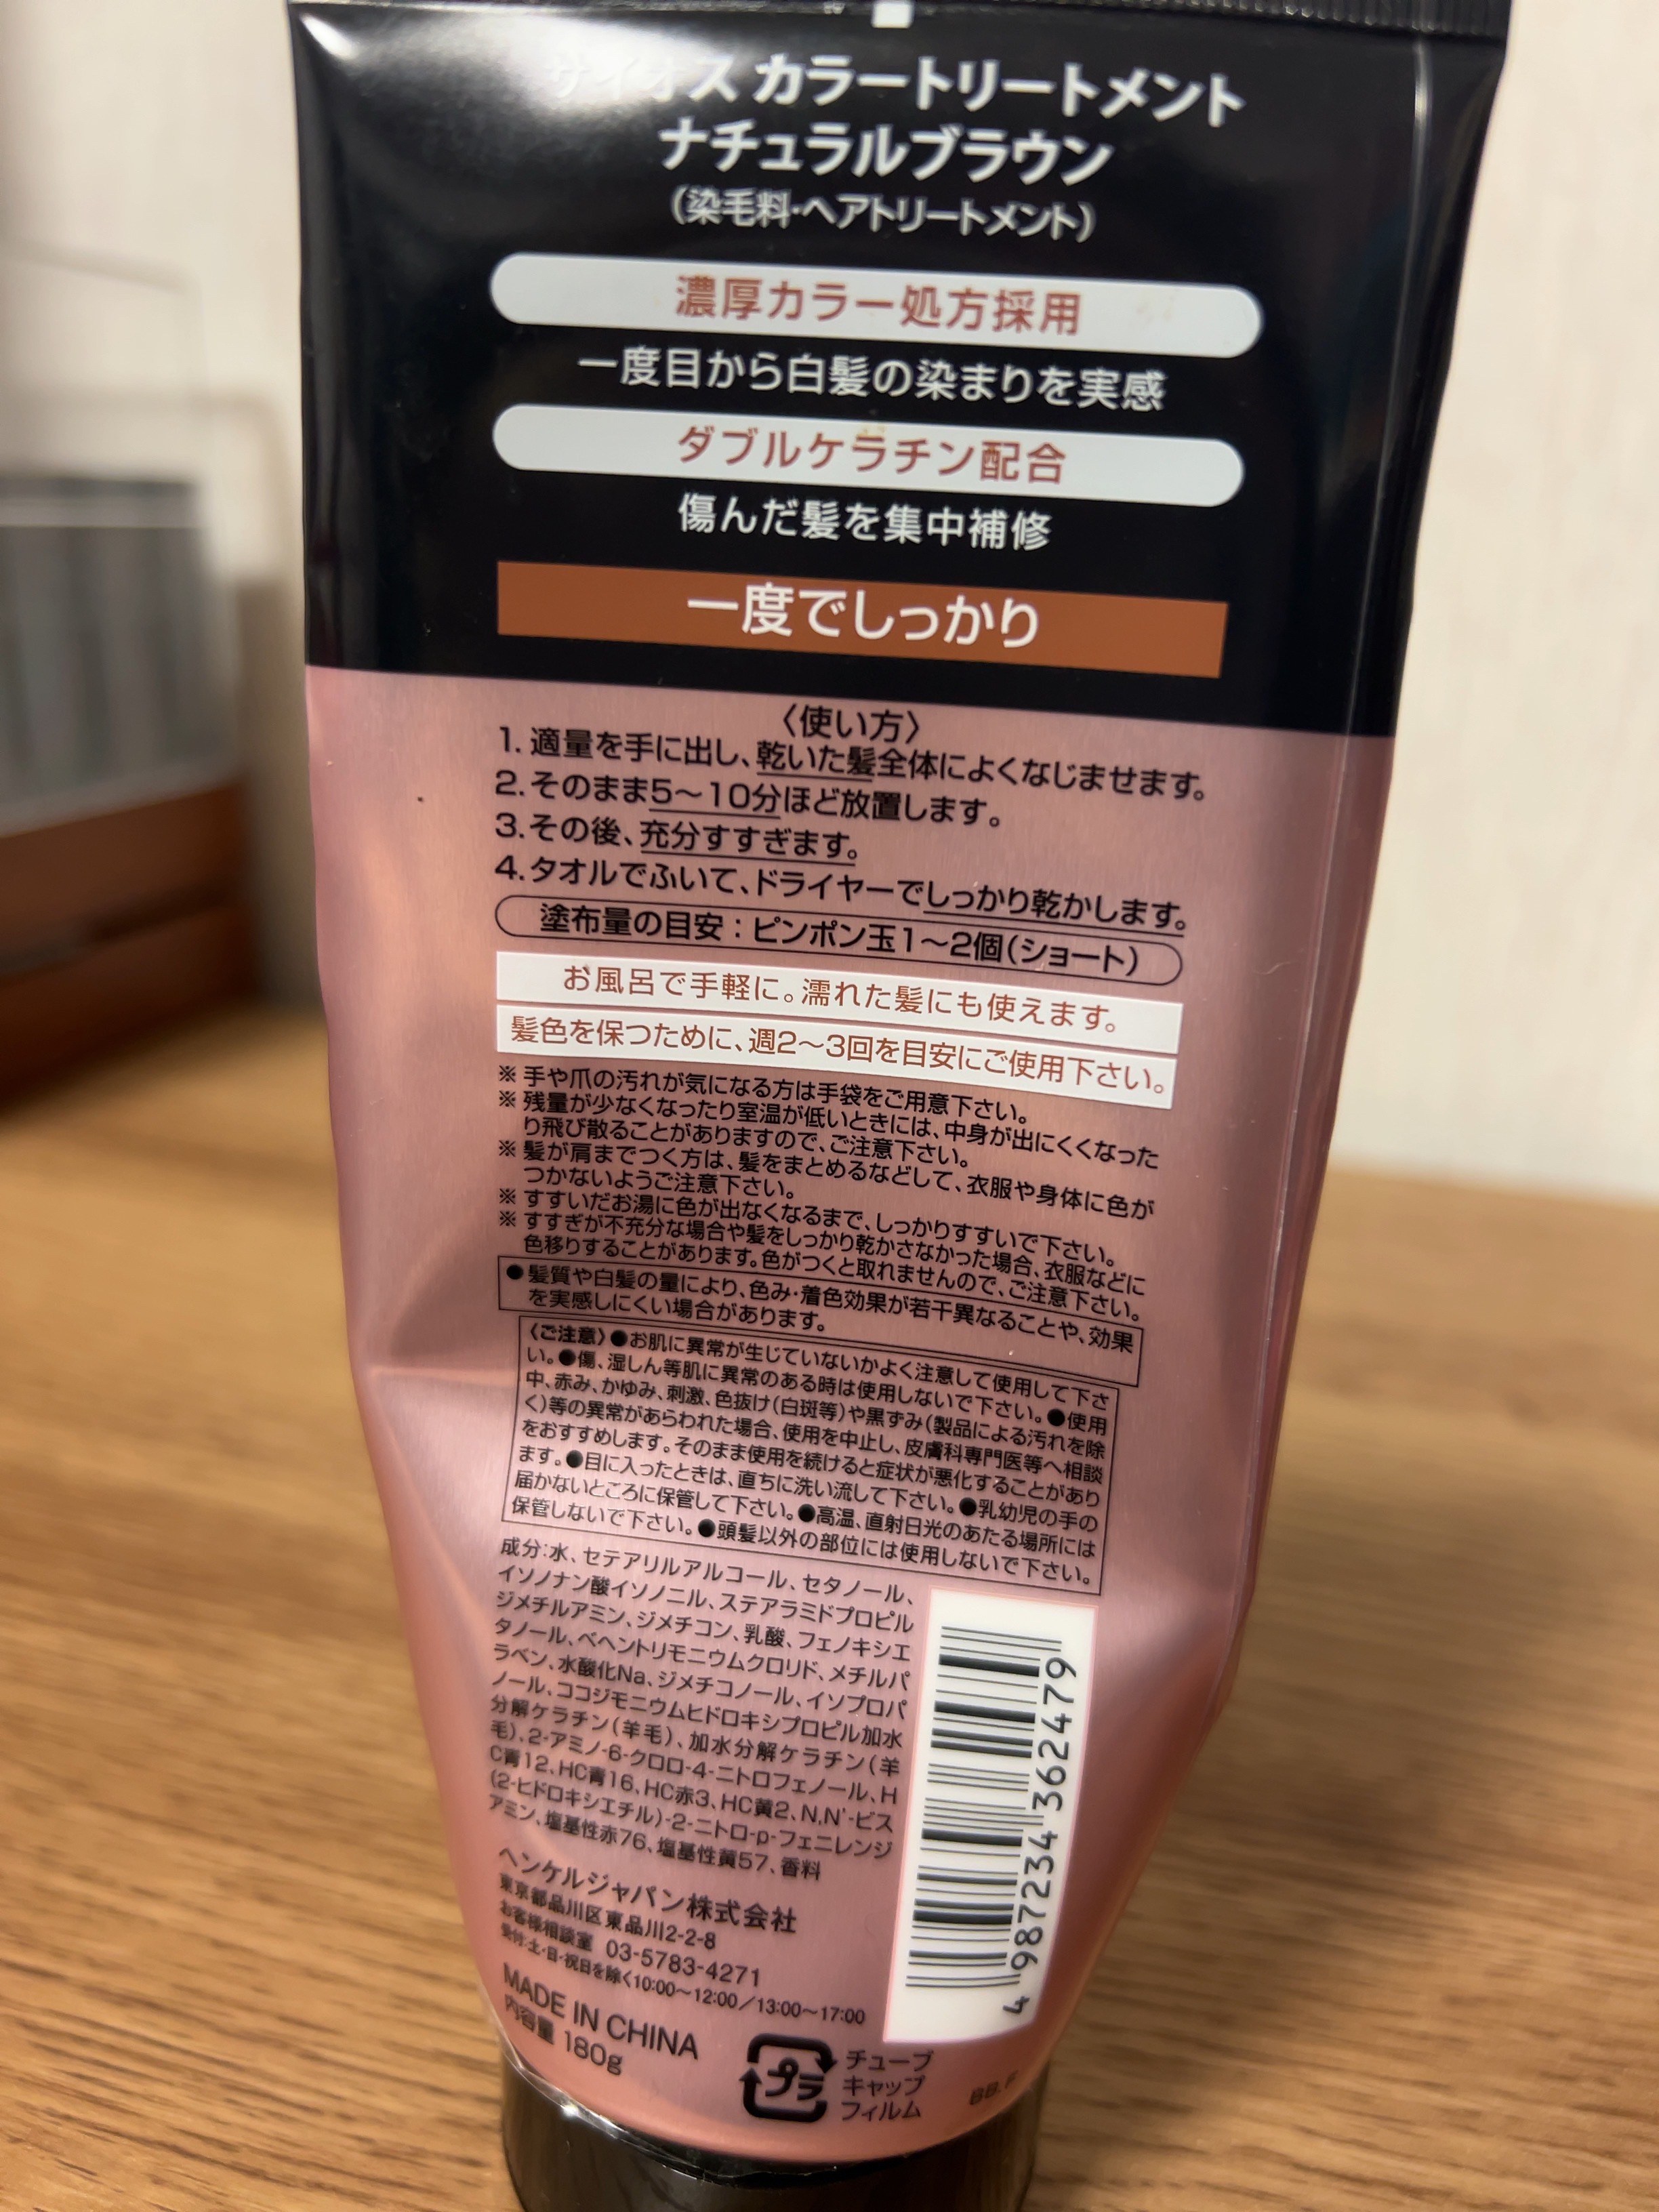 サイオス カラートリートメント
ナチュラルブラウン
(染毛料・ヘアトリートメント)
濃厚カラー処方採用
一度目から白髪の染まりを実感
ダブルケラチン配合
傷んだ髪を集中補修
一度でしっかり
〈使い方〉
1. 適量を手に出し、乾いた髪全体によくなじませます。
2. そのまま5〜10分ほど放置します。
3. その後、充分すすぎます。
4. タオルでふいて、ドライヤーでしっかり乾かします。
塗布量の目安：ピンポン玉1〜2個(ショート)
お風呂で手軽に。濡れた髪にも使えます。
髪色を保つために、週2〜3回を目安にご使用下さい。
※ 手や爪の汚れが気になる方は手袋をご用意下さい。
※ 残量が少なくなったり室温が低いときには、中身が出にくくなった
り飛び散ることがありますので、ご注意下さい。
※ 髪が肩までつく方は、髪をまとめるなどして、衣服や身体に色が
つかないようご注意下さい。
※ すすいだお湯に色が出なくなるまで、しっかりすすいで下さい。
※ すすぎが不充分な場合や髪をしっかり乾かさなかった場合、衣服などに
色移りすることがあります。色がつくと取れませんので、ご注意下さい。
● 髪質や白髪の量により、色み・着色効果が若干異なることや、効果
を実感しにくい場合があります。
〈ご注意〉●お肌に異常が生じていないかよく注意して使用して下さ
い。●傷、湿しん等肌に異常のある時は使用しないで下さい。●使用
中、赤み、かゆみ、刺激、色抜け(白斑等)や黒ずみ(製品による汚れを除
く)等の異常があらわれた場合、使用を中止し、皮膚科専門医等へ相談
をおすすめします。そのまま使用を続けると症状が悪化することがあり
ます。●目に入ったときは、直ちに洗い流して下さい。●乳幼児の手の
届かないところに保管して下さい。●高温、直射日光のあたる場所には
保管しないで下さい。●頭髪以外の部位には使用しないで下さい。
成分：水、セテアリルアルコール、セタノール、
イソノナン酸イソノニル、ステアラミドプロピル
ジメチルアミン、ジメチコン、乳酸、フェノキシエ
タノール、ベヘントリモニウムクロリド、メチルパ
ラベン、水酸化Na、ジメチコノール、イソプロパ
ノール、ココジモニウムヒドロキシプロピル加水
分解ケラチン(羊毛)、加水分解ケラチン(羊
毛)、2-アミノ-6-クロロ-4-ニトロフェノール、H
C青12、HC青16、HC赤3、HC黄2、N,N'-ビス
(2-ヒドロキシエチル)-2-ニトロ-p-フェニレンジ
アミン、塩基性赤76、塩基性黄57、香料
ヘンケルジャパン株式会社
東京都品川区東品川2-2-8
お客様相談室 03-5783-4271
受付：土・日・祝日を除く10:00〜12:00／13:00〜17:00
MADE IN CHINA
内容量 180g
プラ
チューブ
キャップ
フィルム
4 987234 362479